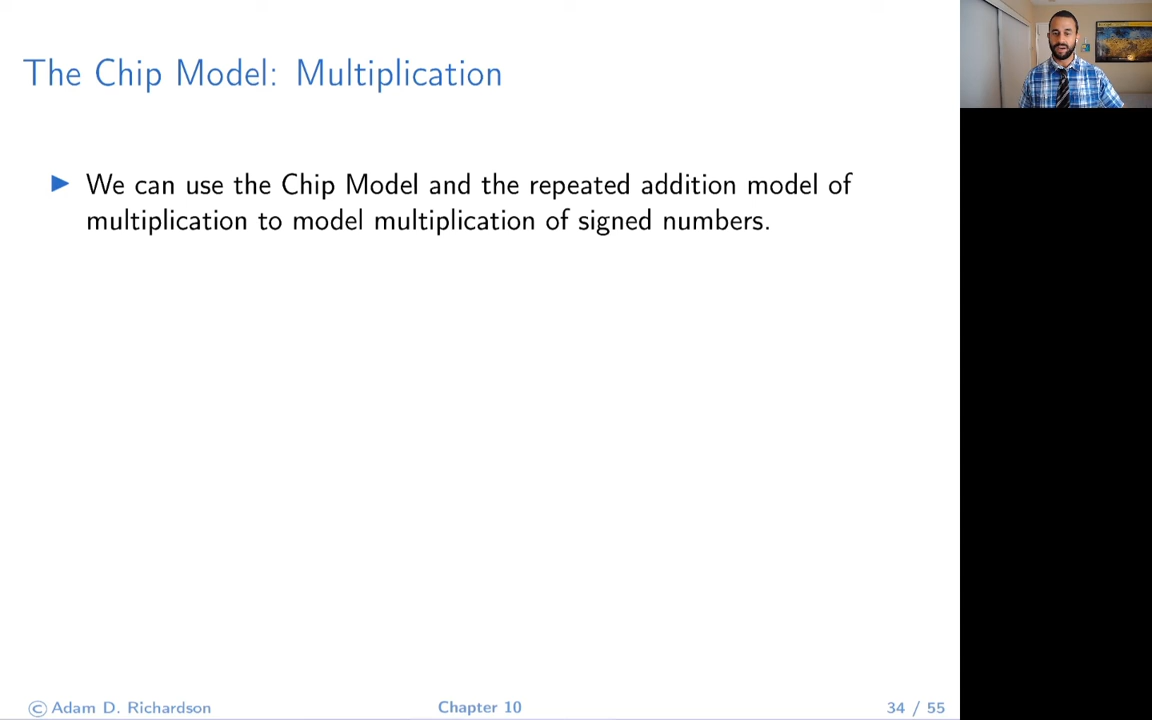 The Chip Model: Multiplication
We can use the Chip Model and the repeated addition model of
multiplication to model multiplication of signed numbers.
© Adam D. Richardson
Chapter 10
34 / 55